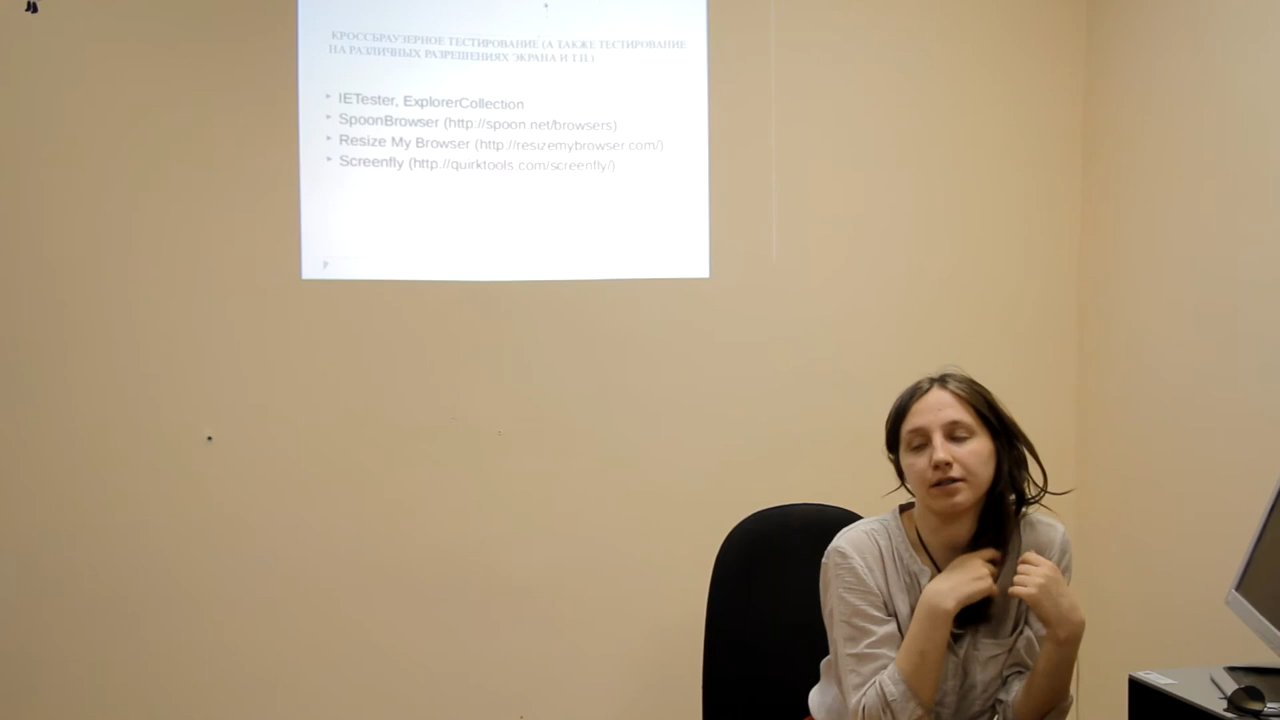 КРОССБРАУЗЕРНОЕ ТЕСТИРОВАНИЕ (А ТАКЖЕ ТЕСТИРОВАНИЕ
НА РАЗЛИЧНЫХ РАЗРЕШЕНИЯХ ЭКРАНА И Т.П.)
IETester, ExplorerCollection
SpoonBrowser (http://spoon.net/browsers)
Resize My Browser (http://resizemybrowser.com/)
Screenfly (http://quirktools.com/screenfly/)